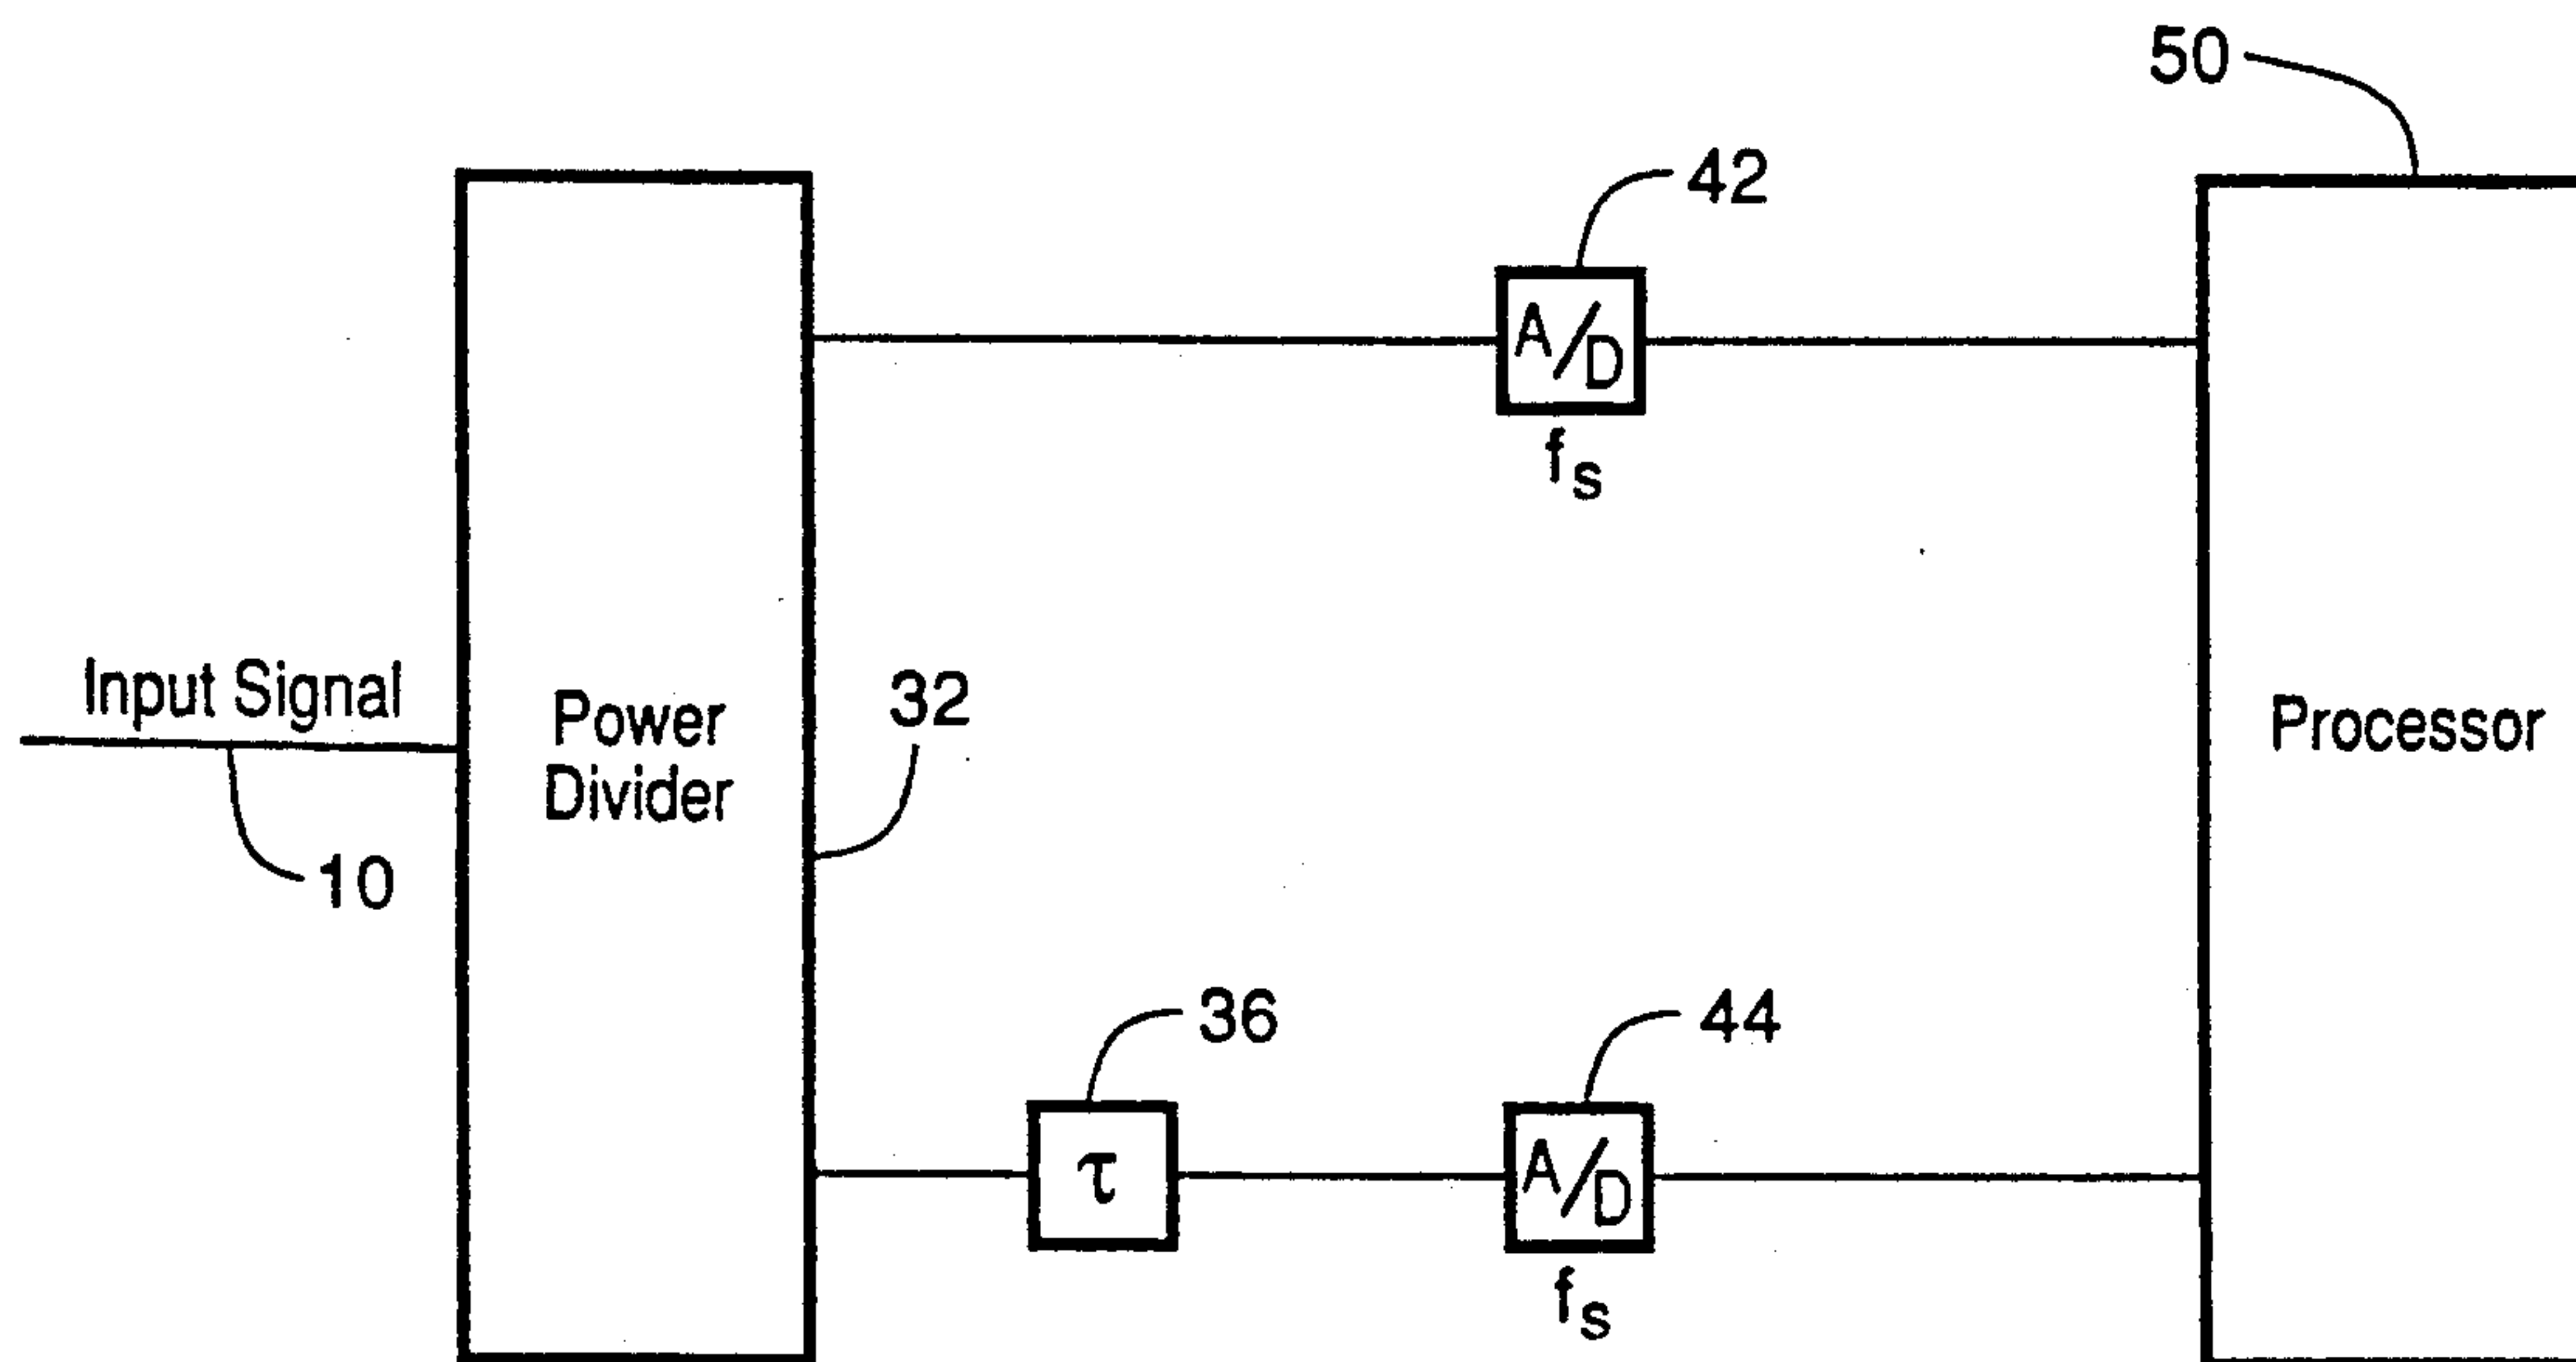 50
42
A/D
fs
Input Signal
Power
Divider
32
Processor
10
36
44
τ
A/D
fs